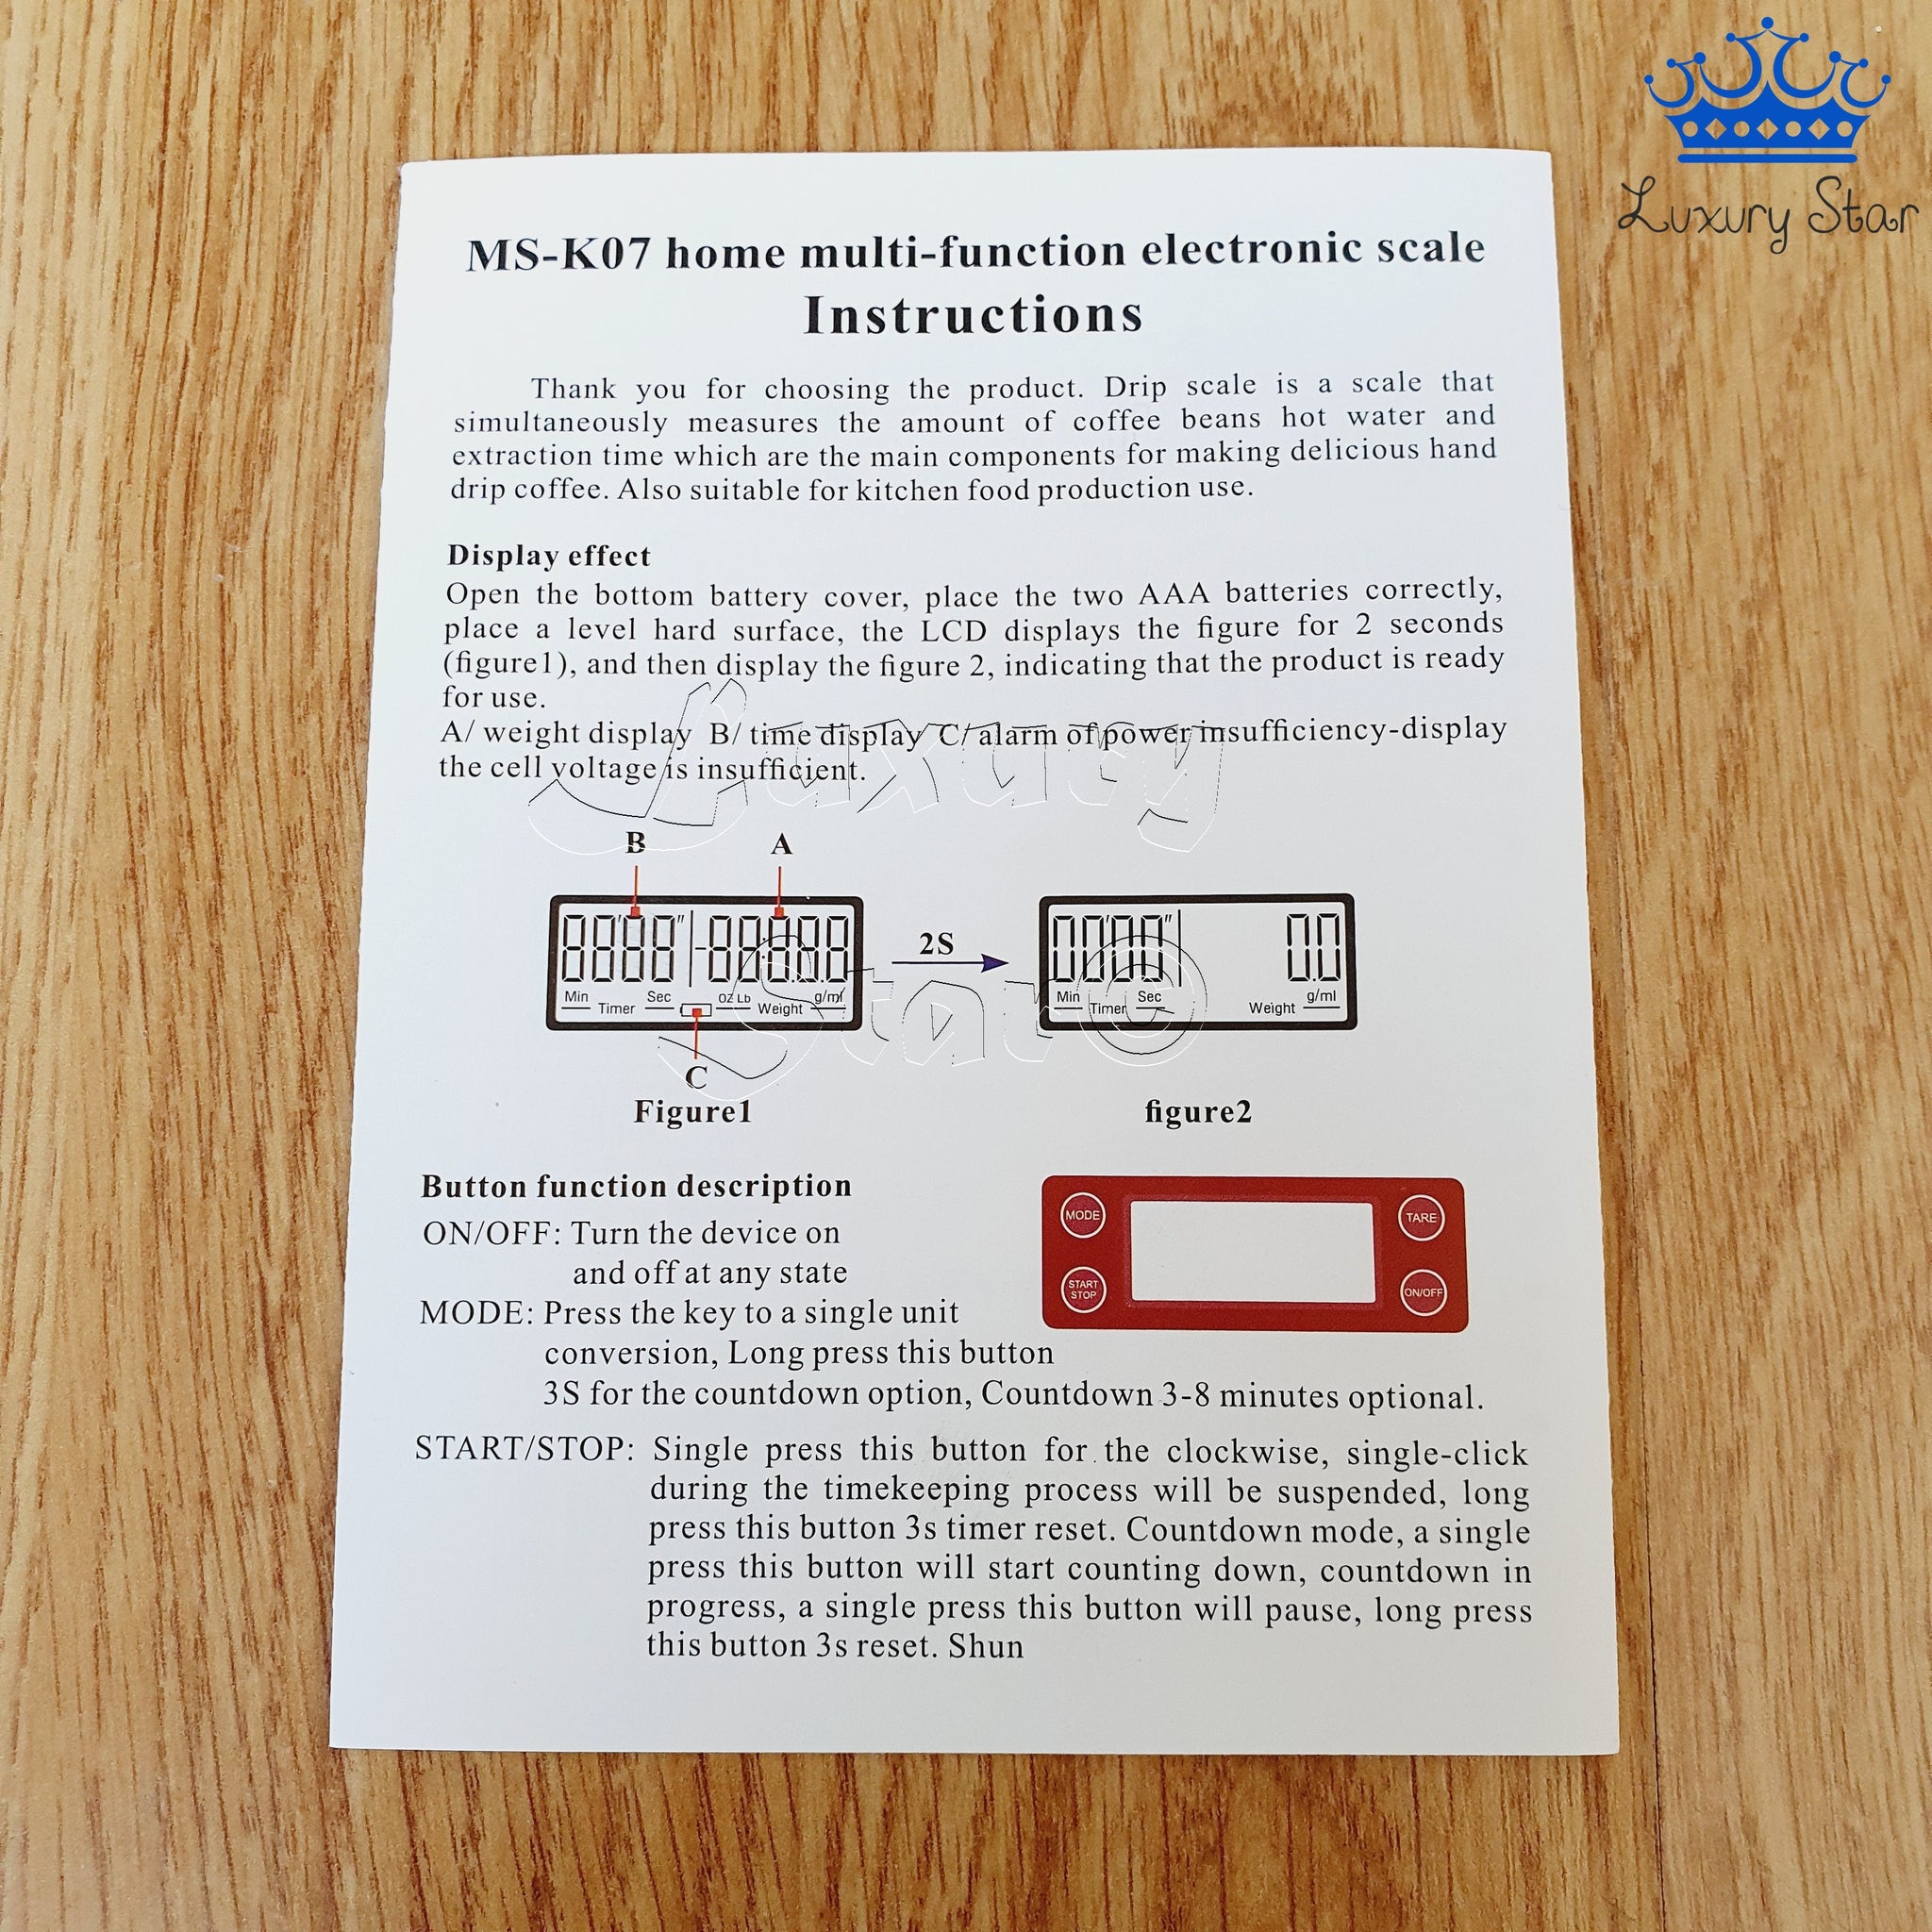 Luxury Star
MS-K07 home multi-function electronic scale
Instructions
Thank you for choosing the product. Drip scale is a scale that
simultaneously measures the amount of coffee beans hot water and
extraction time which are the main components for making delicious hand
drip coffee. Also suitable for kitchen food production use.
Display effect
Open the bottom battery cover, place the two AAA batteries correctly,
place a level hard surface, the LCD displays the figure for 2 seconds
(figure1), and then display the figure 2, indicating that the product is ready
for use.
A/ weight display B/ time display C/ alarm of power insufficiency-display
the cell voltage is insufficient.
Luxury
Star©
B A
88'88" -888.8.8
Min Timer Sec OZ Lb Weight g/ml
C
Figure1
2S
00'00" 0.0
Min Timer Sec Weight g/ml
figure2
Button function description
ON/OFF: Turn the device on
and off at any state
MODE: Press the key to a single unit
conversion, Long press this button
3S for the countdown option, Countdown 3-8 minutes optional.
MODE TARE
START
STOP
ON/OFF
START/STOP: Single press this button for the clockwise, single-click
during the timekeeping process will be suspended, long
press this button 3s timer reset. Countdown mode, a single
press this button will start counting down, countdown in
progress, a single press this button will pause, long press
this button 3s reset. Shun